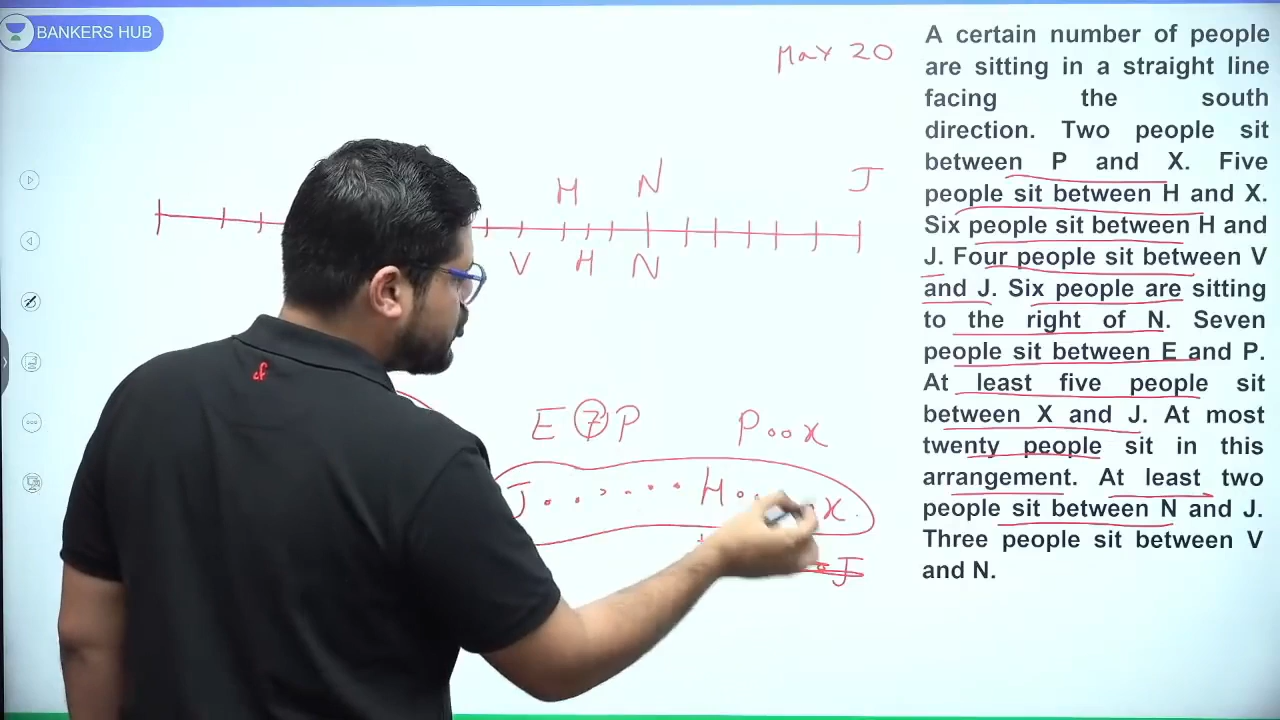 BANKERS HUB
May 20
H N J
V H N
E 7 P P o o X
J H X
J
A certain number of people
are sitting in a straight line
facing the south
direction. Two people sit
between P and X. Five
people sit between H and X.
Six people sit between H and
J. Four people sit between V
and J. Six people are sitting
to the right of N. Seven
people sit between E and P.
At least five people sit
between X and J. At most
twenty people sit in this
arrangement. At least two
people sit between N and J.
Three people sit between V
and N.